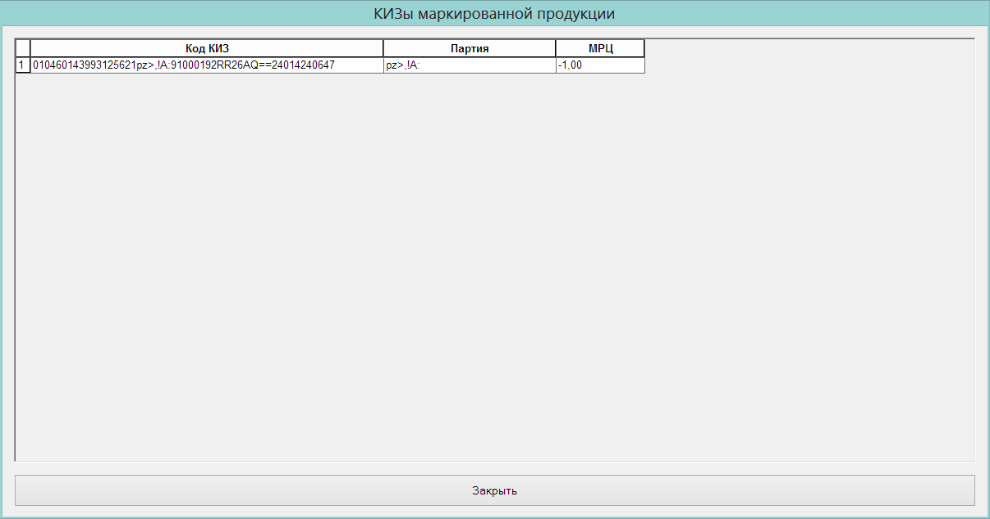 КИЗы маркированной продукции
Код КИЗ Партия МРЦ
1 010460143993125621pz>,!A:91000192RR26AQ==24014240647 pz>,!A: -1,00
Закрыть